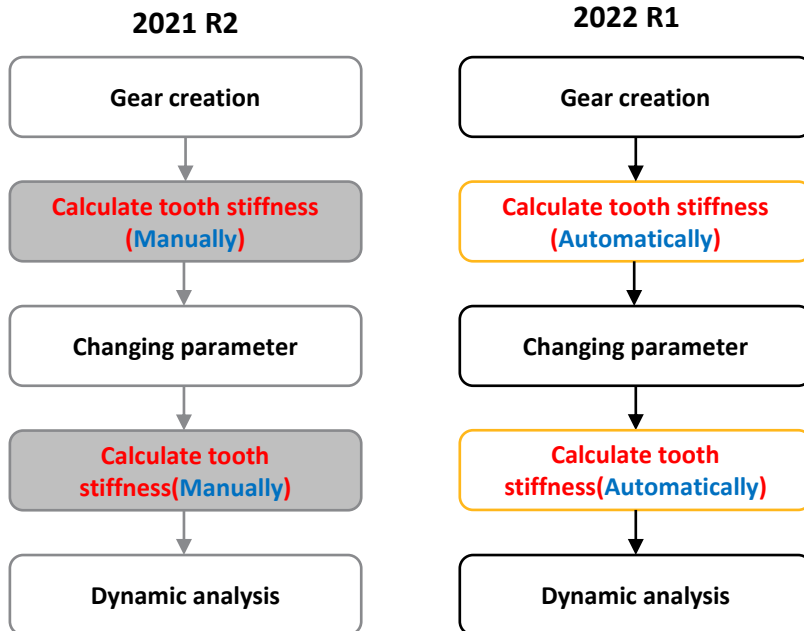 2021 R2
Gear creation
Calculate tooth stiffness
(Manually)
Changing parameter
Calculate tooth
stiffness(Manually)
Dynamic analysis
2022 R1
Gear creation
Calculate tooth stiffness
(Automatically)
Changing parameter
Calculate tooth
stiffness(Automatically)
Dynamic analysis